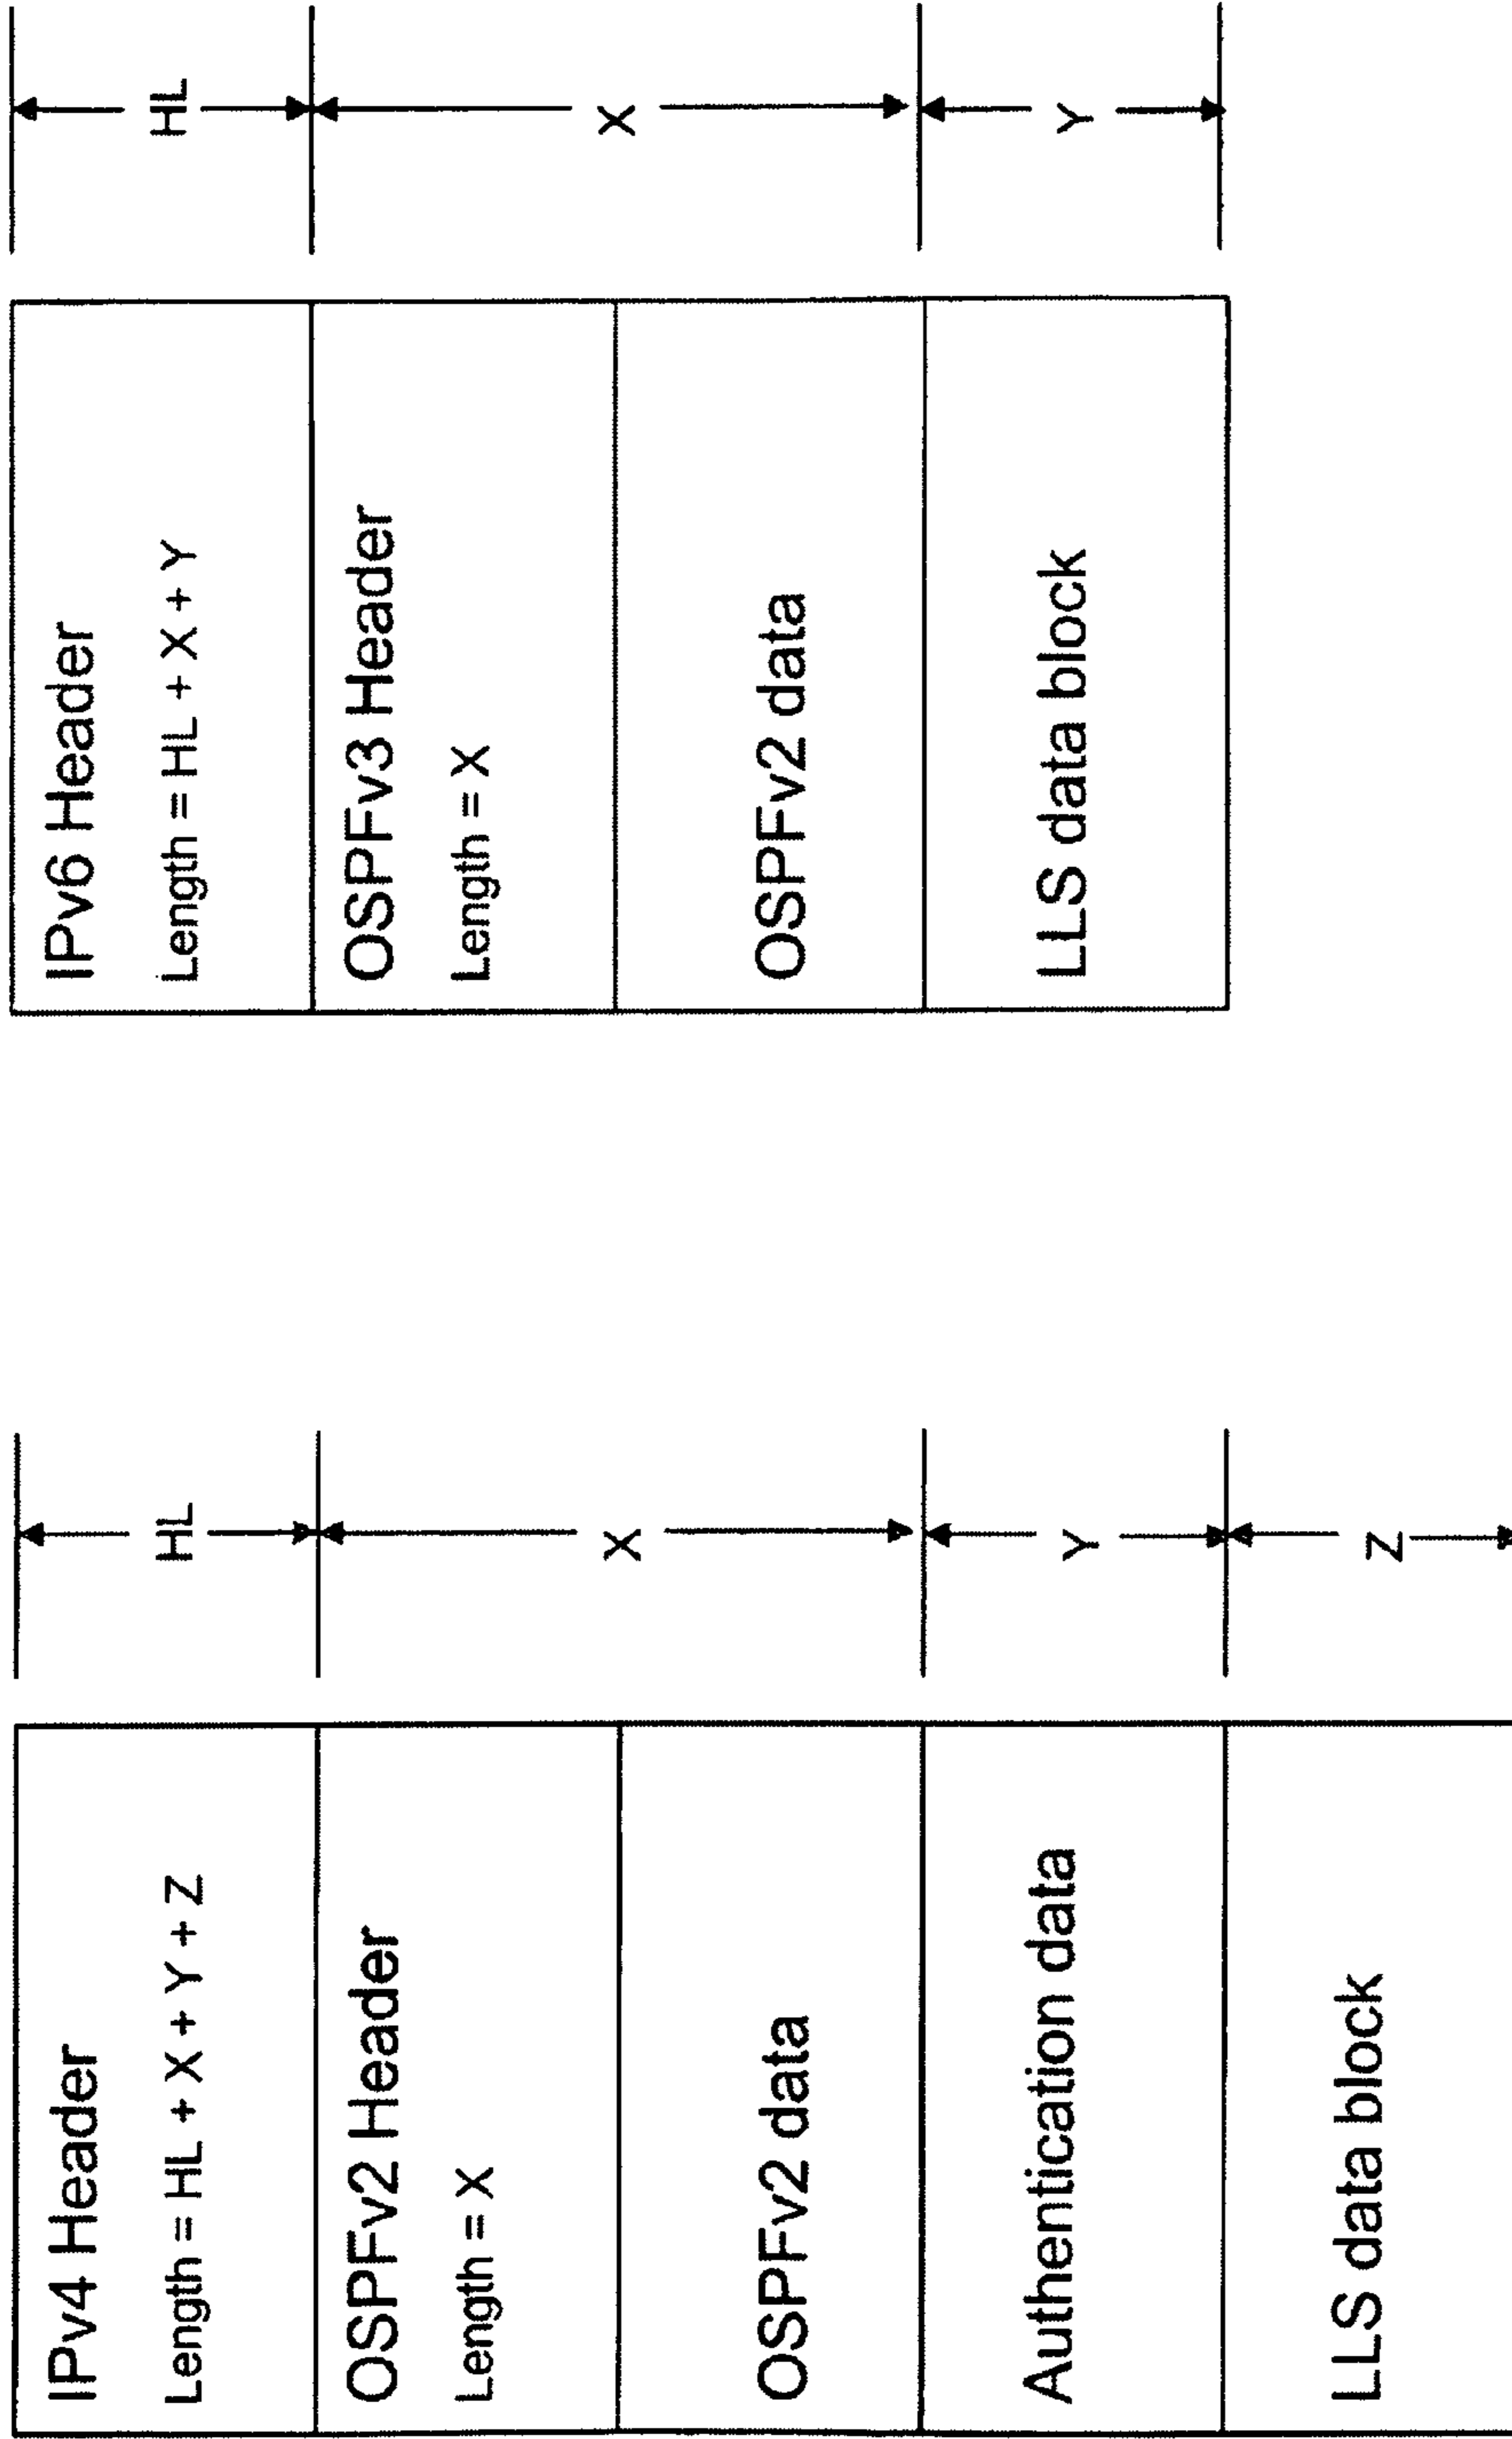 IPv4 Header
Length = HL + X + Y + Z
OSPFv2 Header
Length = X
OSPFv2 data
Authentication data
LLS data block
HL
X
Y
Z
IPv6 Header
Length = HL + X + Y
OSPFv3 Header
Length = X
OSPFv2 data
LLS data block
HL
X
Y